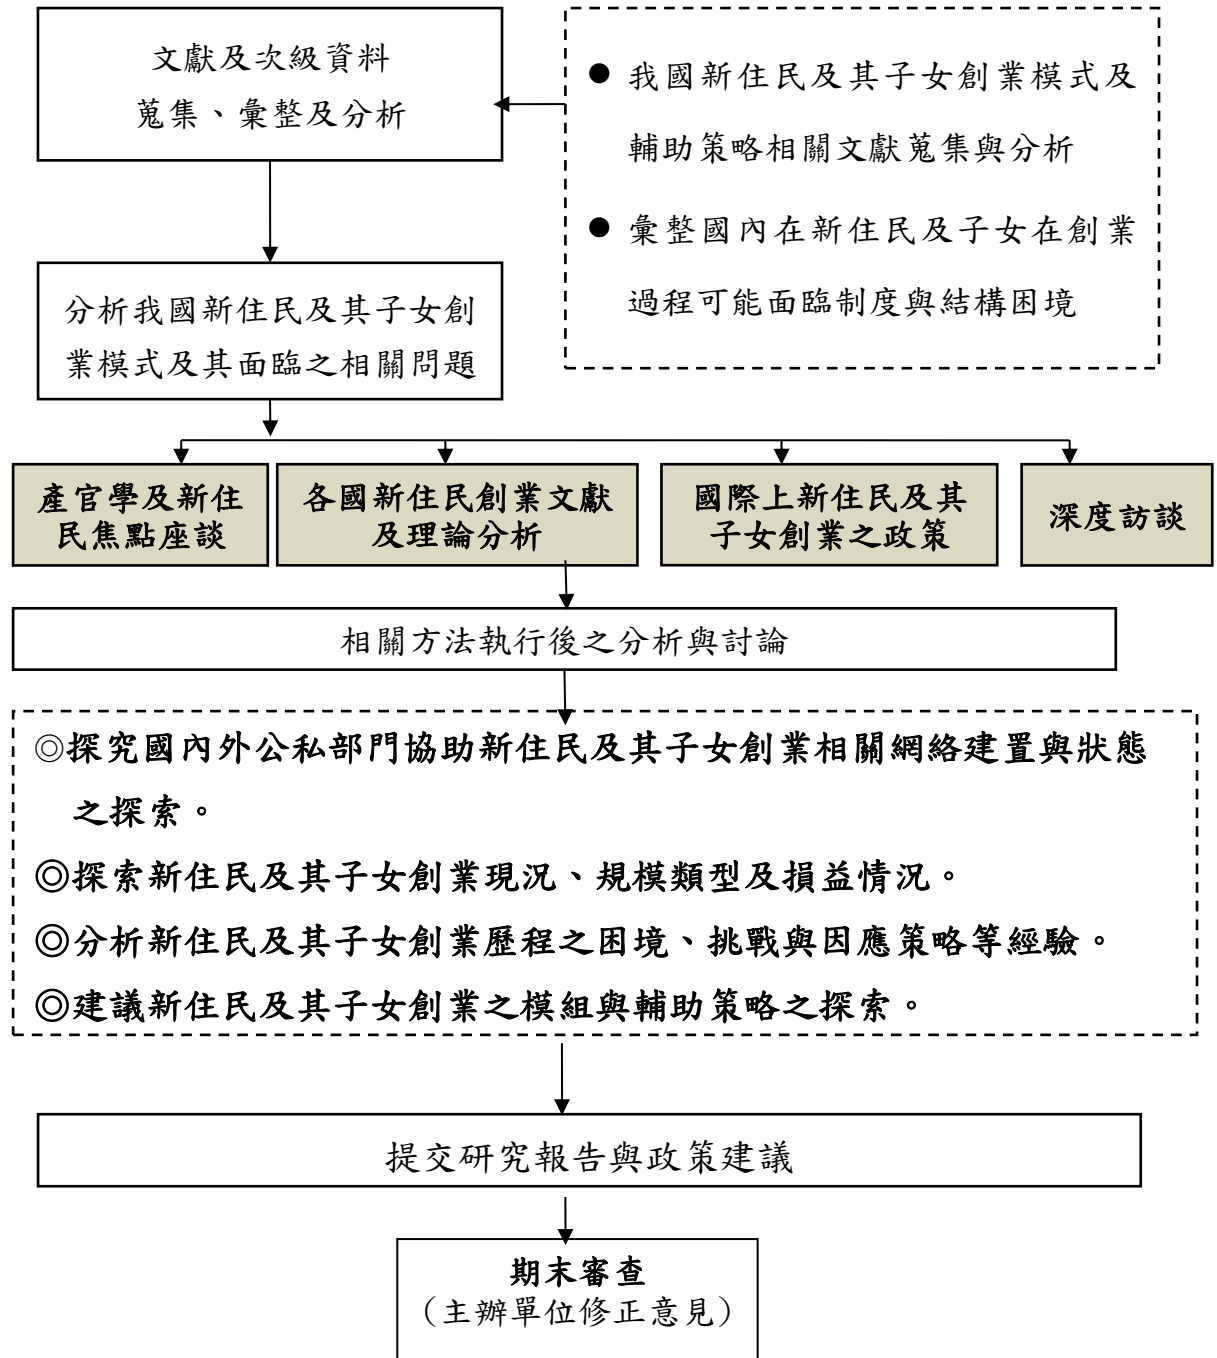 文獻及次級資料
蒐集、彙整及分析
● 我國新住民及其子女創業模式及
輔助策略相關文獻蒐集與分析
● 彙整國內在新住民及子女在創業
過程可能面臨制度與結構困境
分析我國新住民及其子女創
業模式及其面臨之相關問題
產官學及新住
民焦點座談
各國新住民創業文獻
及理論分析
國際上新住民及其
子女創業之政策
深度訪談
相關方法執行後之分析與討論
◎探究國內外公私部門協助新住民及其子女創業相關網絡建置與狀態
之探索。
◎探索新住民及其子女創業現況、規模類型及損益情況。
◎分析新住民及其子女創業歷程之困境、挑戰與因應策略等經驗。
◎建議新住民及其子女創業之模組與輔助策略之探索。
提交研究報告與政策建議
期末審查
（主辦單位修正意見）